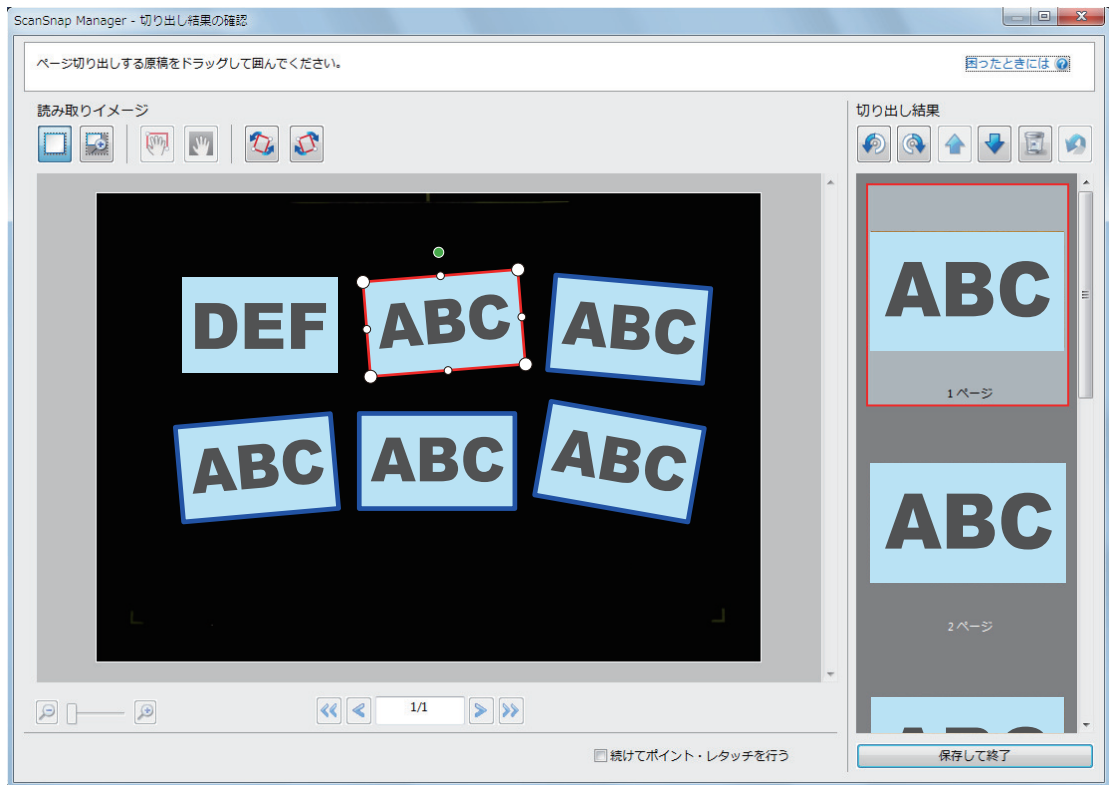 ScanSnap Manager - 切り出し結果の確認
ページ切り出しする原稿をドラッグして囲んでください。
困ったときには
読み取りイメージ
切り出し結果
DEF
ABC
ABC
ABC
ABC
ABC
ABC
1 ページ
ABC
2 ページ
ABC
1/1
続けてポイント・レタッチを行う
保存して終了